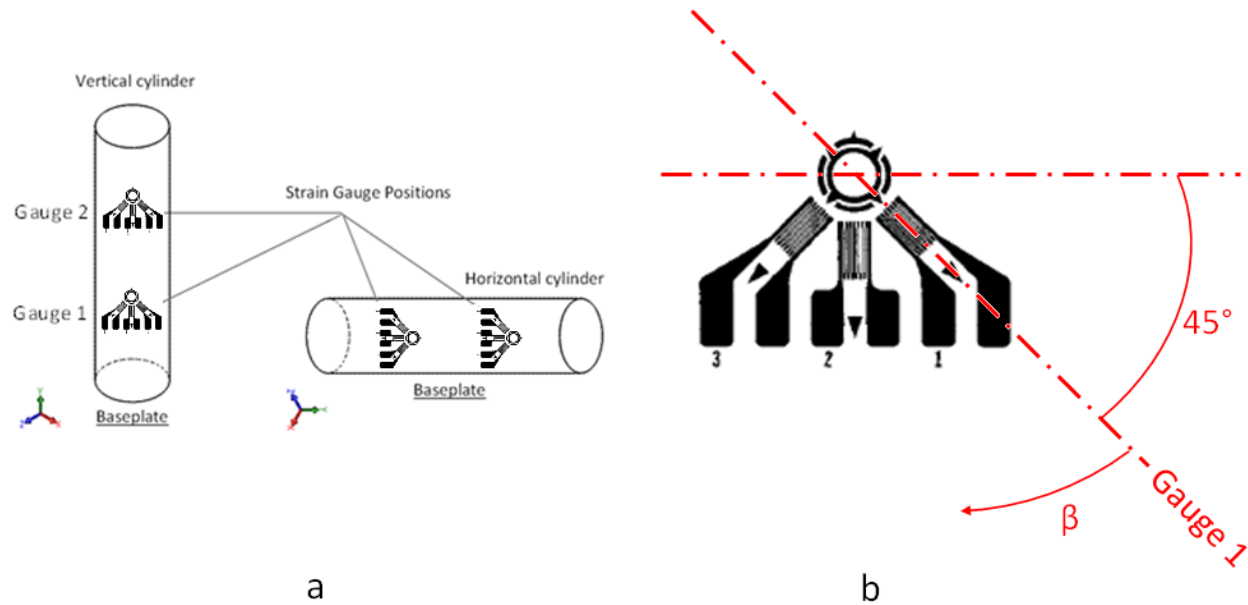 Vertical cylinder
Strain Gauge Positions
Gauge 2
Horizontal cylinder
Gauge 1
Baseplate
Baseplate
a
3
2
1
45°
Gauge 1
β
b